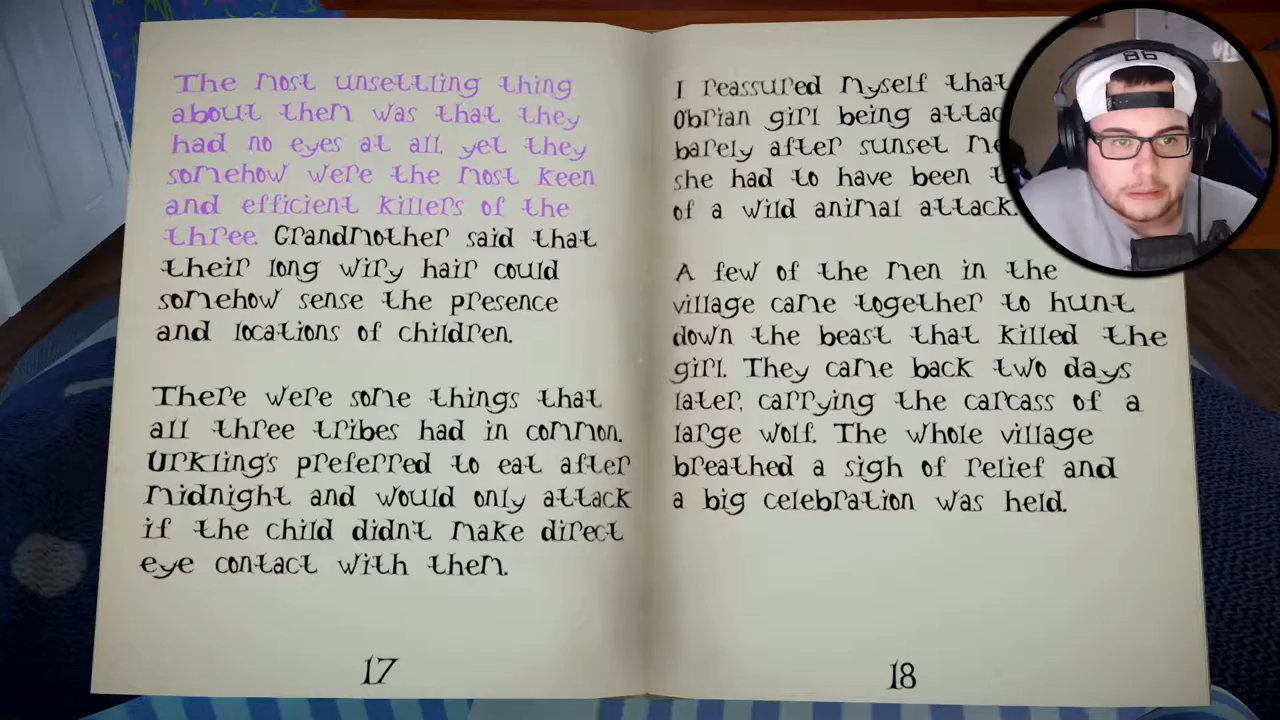 The most unsettling thing
about them was that they
had no eyes at all, yet they
somehow were the most keen
and efficient killers of the
three. Grandmother said that
their long wiry hair could
somehow sense the presence
and locations of children.
There were some things that
all three tribes had in common.
Urkling's preferred to eat after
midnight and would only attack
if the child didn't make direct
eye contact with them.
17
I reassured myself that
O'brian girl being
barely after sunset
she had to have been
of a wild animal attack.
A few of the men in the
village came together to hunt
down the beast that killed the
girl. They came back two days
later, carrying the carcass of a
large wolf. The whole village
breathed a sigh of relief and
a big celebration was held.
18